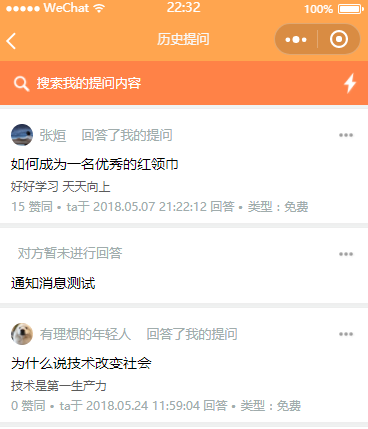 WeChat 22:32 100%
历史提问
搜索我的提问内容
张烜 回答了我的提问
如何成为一名优秀的红领巾
好好学习 天天向上
15 赞同 • ta于 2018.05.07 21:22:12 回答 • 类型：免费
对方暂未进行回答
通知消息测试
有理想的年轻人 回答了我的提问
为什么说技术改变社会
技术是第一生产力
0 赞同 • ta于 2018.05.24 11:59:04 回答 • 类型：免费